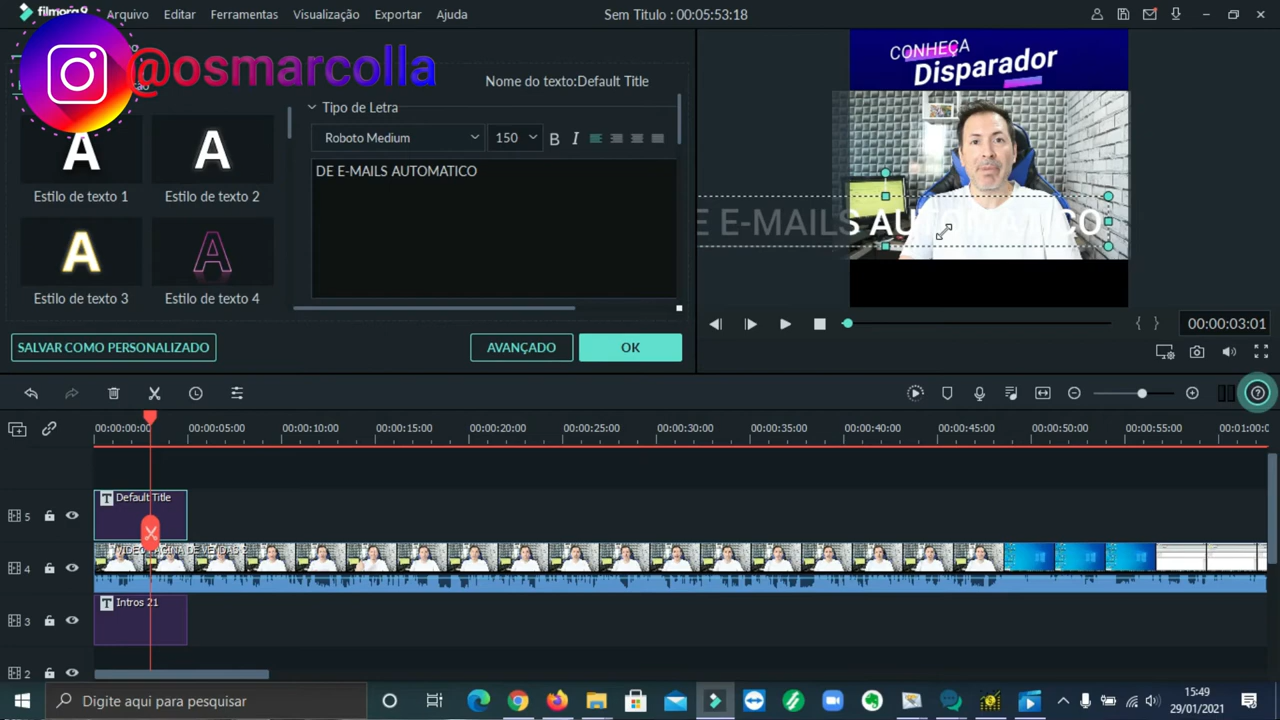 filmora9
Arquivo
Editar
Ferramentas
Visualização
Exportar
Ajuda
Sem Titulo : 00:05:53:18
@osmarcolla
Nome do texto:Default Title
Tipo de Letra
Roboto Medium
150
B
I
DE E-MAILS AUTOMATICO
A
Estilo de texto 1
A
Estilo de texto 2
A
Estilo de texto 3
A
Estilo de texto 4
SALVAR COMO PERSONALIZADO
AVANÇADO
OK
CONHEÇA
Disparador
E E-MAILS AUTOMATICO
00:00:03:01
00:00:00:00
00:00:05:00
00:00:10:00
00:00:15:00
00:00:20:00
00:00:25:00
00:00:30:00
00:00:35:00
00:00:40:00
00:00:45:00
00:00:50:00
00:00:55:00
00:01:00:0
5
T Default Title
4
VIDEO PAGINA DE VENDAS 2
3
T Intros 21
2
Digite aqui para pesquisar
15:49
29/01/2021